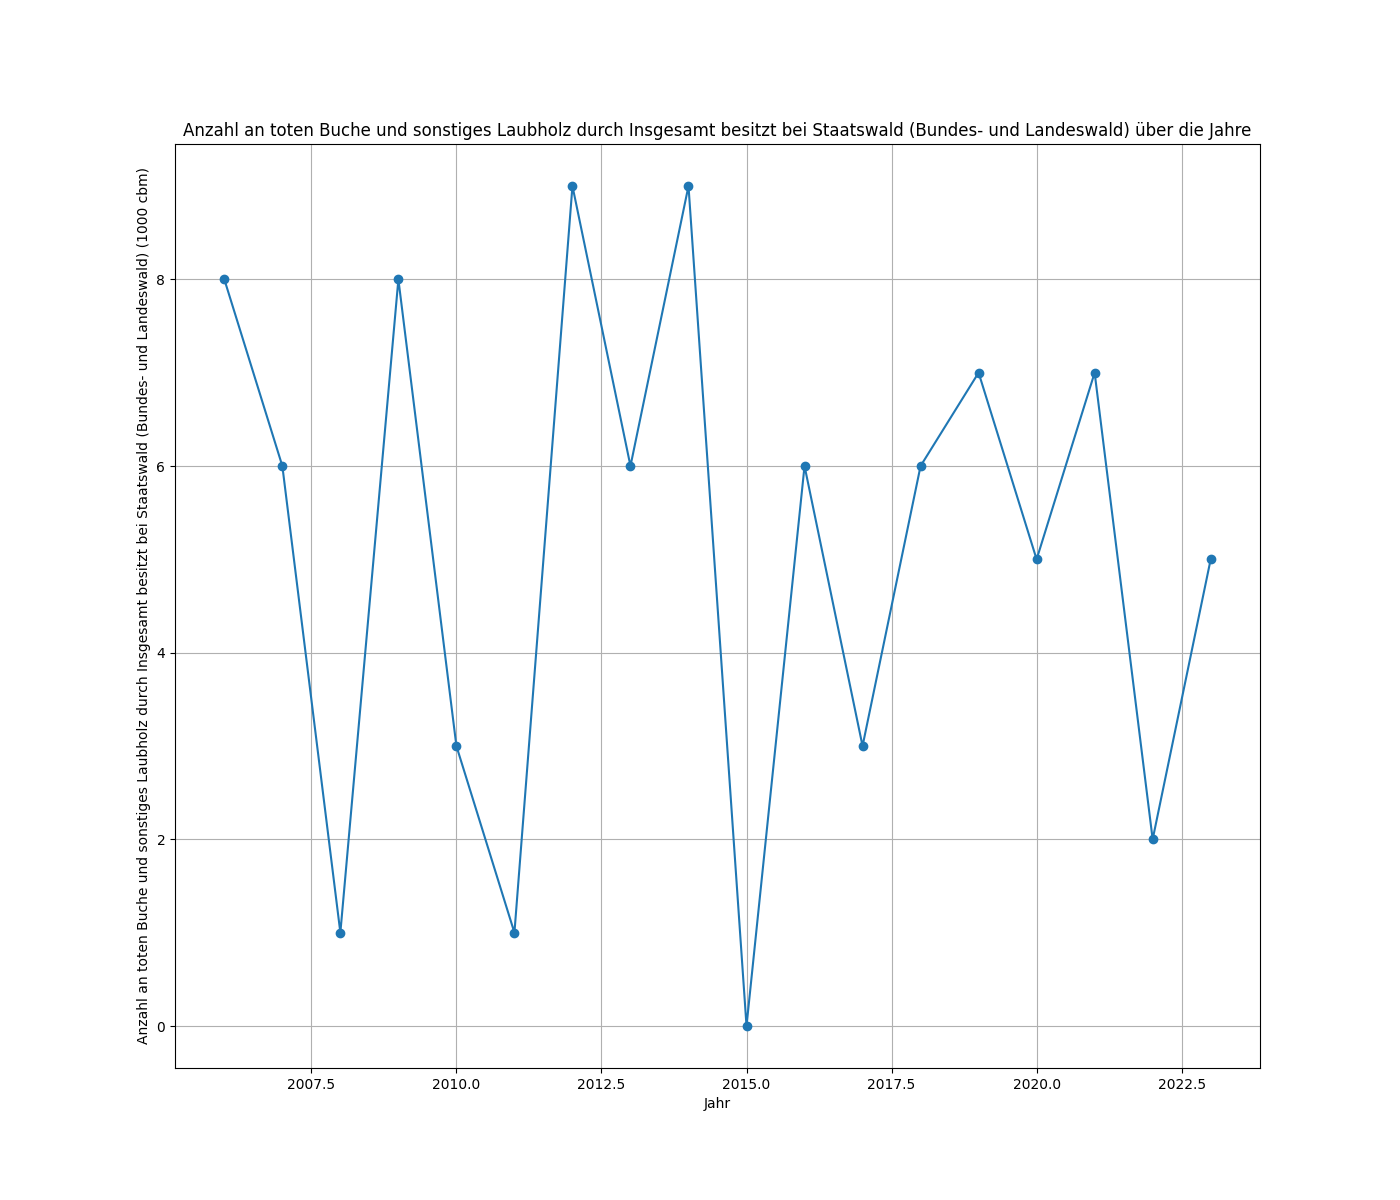 Anzahl an toten Buche und sonstiges Laubholz durch Insgesamt besitzt bei Staatswald (Bundes- und Landeswald) über die Jahre
Anzahl an toten Buche und sonstiges Laubholz durch Insgesamt besitzt bei Staatswald (Bundes- und Landeswald) (1000 cbm)
8
6
4
2
0
2007.5 2010.0 2012.5 2015.0 2017.5 2020.0 2022.5
Jahr